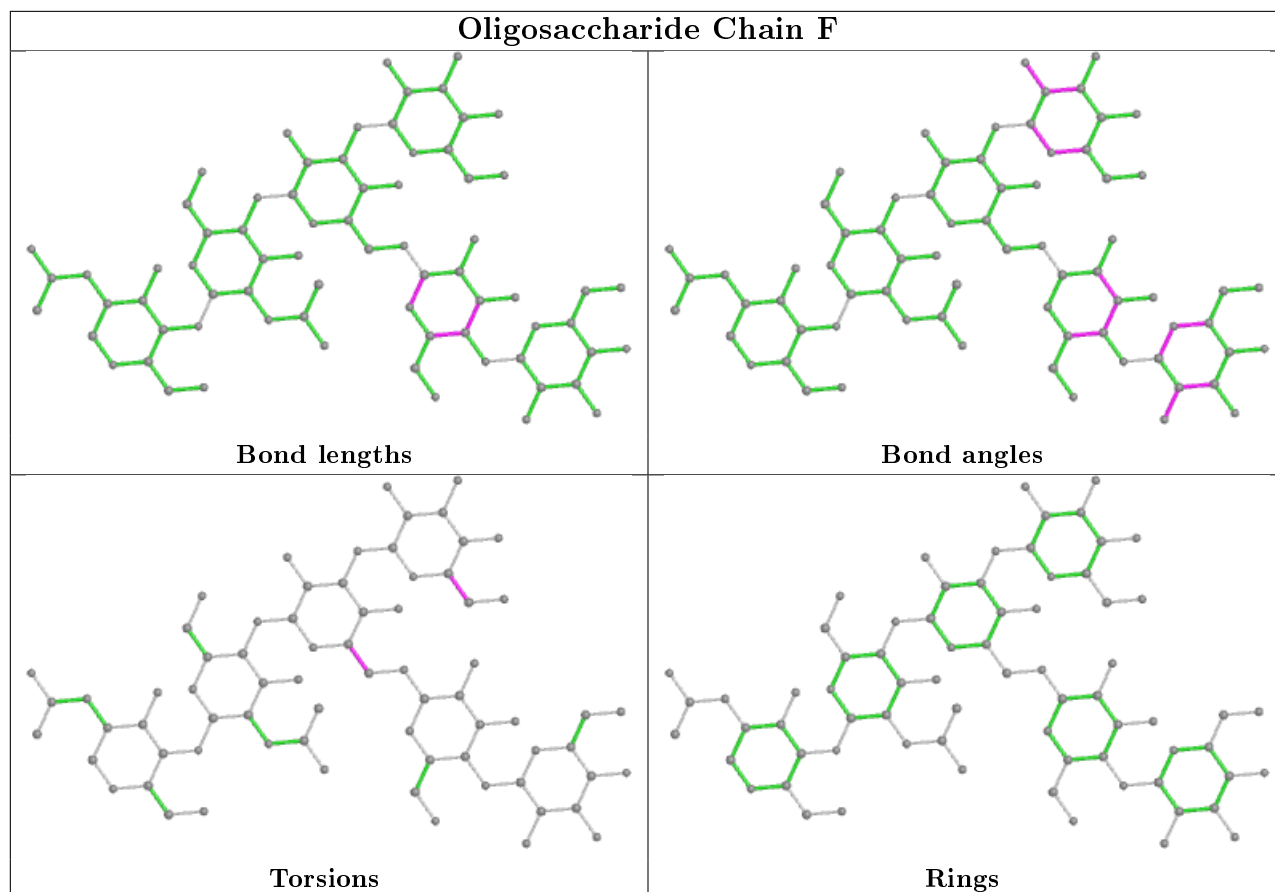 Oligosaccharide Chain F
Bond lengths
Bond angles
Torsions
Rings